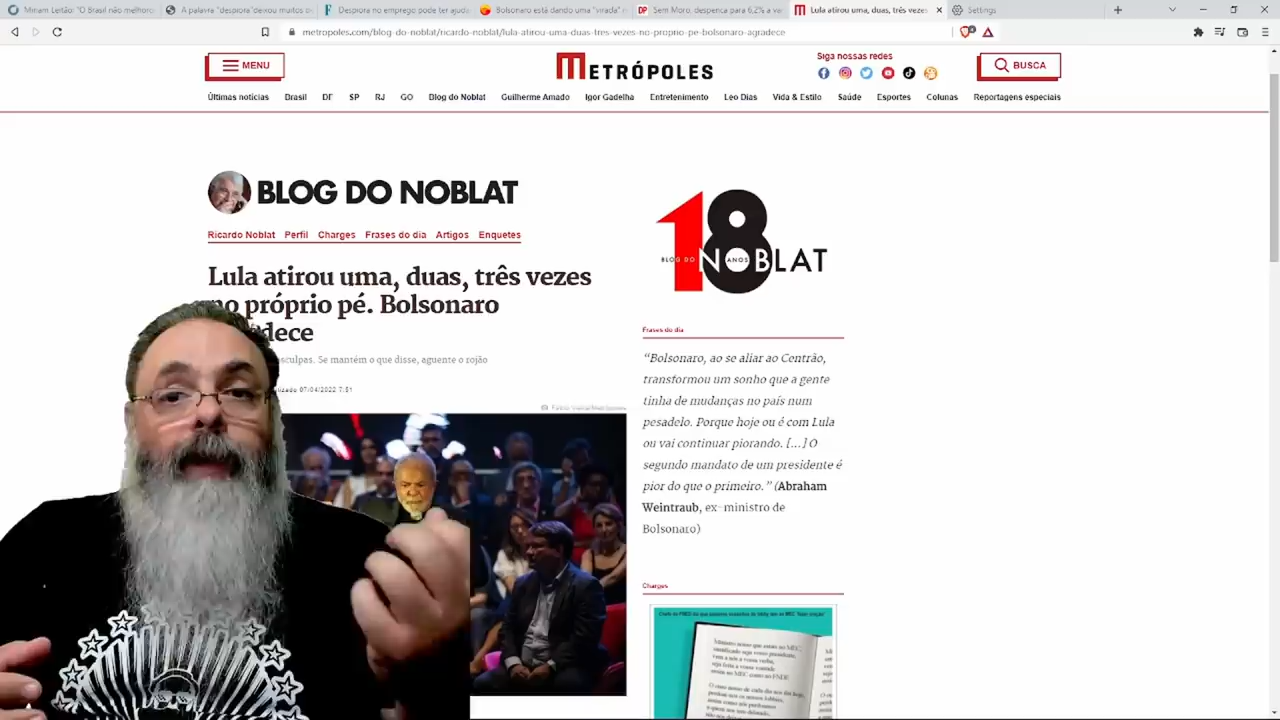 Miriam Leitão: "O Brasil não melhoro
A palavra "despiora"deixou muitos b
Despiora no emprego pode ter ajuda
Bolsonaro está dando uma "virada" n
Sem Moro, despenca para 6,2% a va
Lula atirou uma, duas, três vezes
Settings
metropoles.com/blog-do-noblat/ricardo-noblat/lula-atirou-uma-duas-tres-vezes-no-proprio-pe-bolsonaro-agradece
MENU
METRÓPOLES
Siga nossas redes
BUSCA
Últimas notícias Brasil DF SP RJ GO Blog do Noblat Guilherme Amado Igor Gadelha Entretenimento Leo Dias Vida & Estilo Saúde Esportes Colunas Reportagens especiais
BLOG DO NOBLAT
Ricardo Noblat Perfil Charges Frases do dia Artigos Enquetes
Lula atirou uma, duas, três vezes
no próprio pé. Bolsonaro
dece
sculpas. Se mantém o que disse, aguente o rojão
izado 07/04/2022 7:51
18
BLOG DO NOBLAT
ANOS
Frases do dia
“Bolsonaro, ao se aliar ao Centrão,
transformou um sonho que a gente
tinha de mudanças no país num
pesadelo. Porque hoje ou é com Lula
ou vai continuar piorando. [...] O
segundo mandato de um presidente é
pior do que o primeiro.” (Abraham
Weintraub, ex-ministro de
Bolsonaro)
Charges